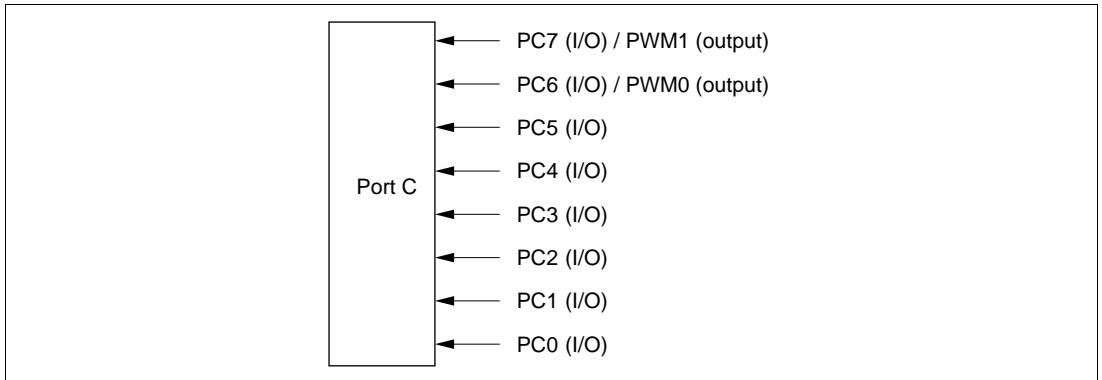 PC7 (I/O) / PWM1 (output)
PC6 (I/O) / PWM0 (output)
PC5 (I/O)
PC4 (I/O)
Port C
PC3 (I/O)
PC2 (I/O)
PC1 (I/O)
PC0 (I/O)